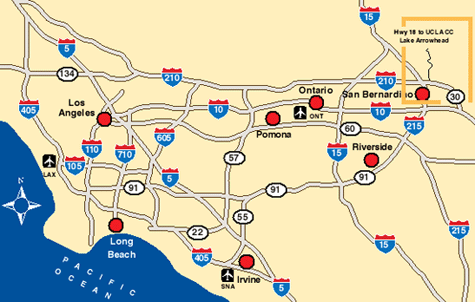 15
Hwy 18 to UCLA CC
Lake Arrowhead
5
134
210
210
405
Los
Angeles
10
Ontario
San Bernardino
30
ONT
10
Pomona
110
710
605
60
215
LAX
105
57
15
Riverside
91
5
91
91
N
55
22
Long
Beach
405
15
215
PACIFIC
OCEAN
SNA
Irvine
5